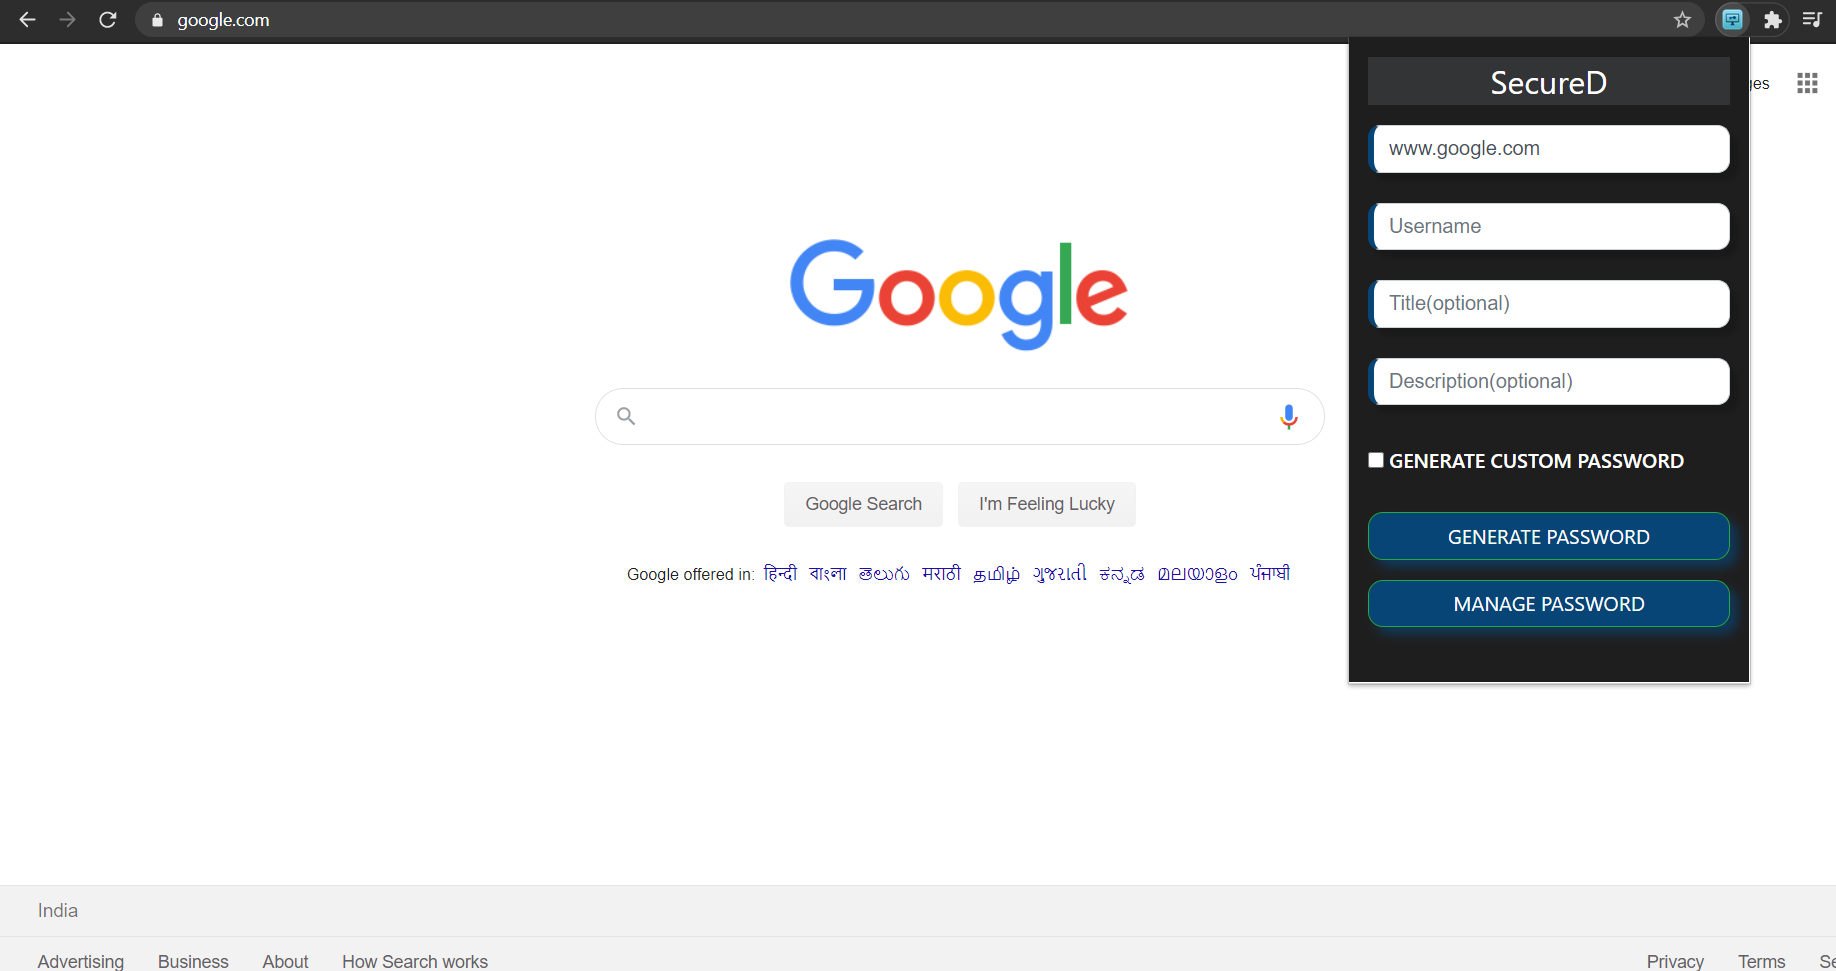 google.com
SecureD
www.google.com
Username
Title(optional)
Description(optional)
GENERATE CUSTOM PASSWORD
GENERATE PASSWORD
MANAGE PASSWORD
Google
Google Search
I'm Feeling Lucky
Google offered in: हिन्दी বাংলা తెలుగు मराठी தமிழ் ગુજરાતી ಕನ್ನಡ മലയാളം ਪੰਜਾਬੀ
India
Advertising Business About How Search works
Privacy Terms